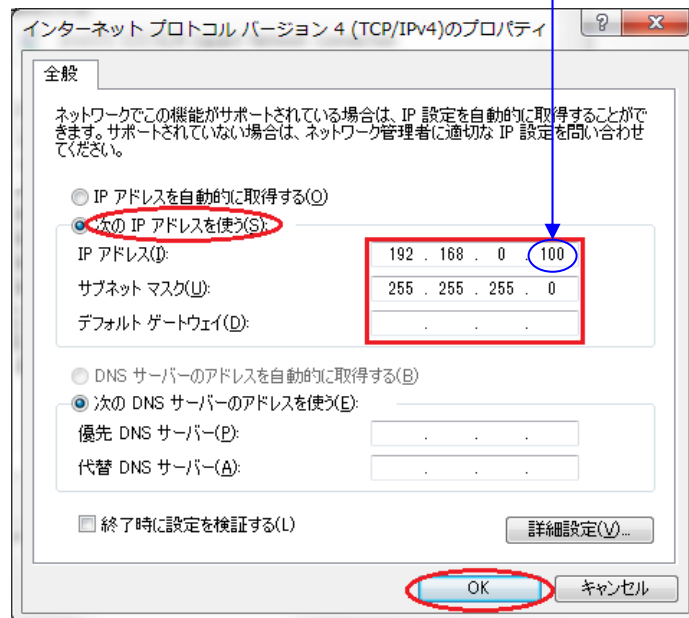 インターネット プロトコル バージョン 4 (TCP/IPv4)のプロパティ
全般
ネットワークでこの機能がサポートされている場合は、IP 設定を自動的に取得することがで
きます。サポートされていない場合は、ネットワーク管理者に適切な IP 設定を問い合わせ
てください。
IP アドレスを自動的に取得する(O)
次の IP アドレスを使う(S):
IP アドレス(I): 192 . 168 . 0 . 100
サブネット マスク(U): 255 . 255 . 255 . 0
デフォルト ゲートウェイ(D): . . .
DNS サーバーのアドレスを自動的に取得する(B)
次の DNS サーバーのアドレスを使う(E):
優先 DNS サーバー(P): . . .
代替 DNS サーバー(A): . . .
終了時に設定を検証する(L)
詳細設定(V)...
OK
キャンセル